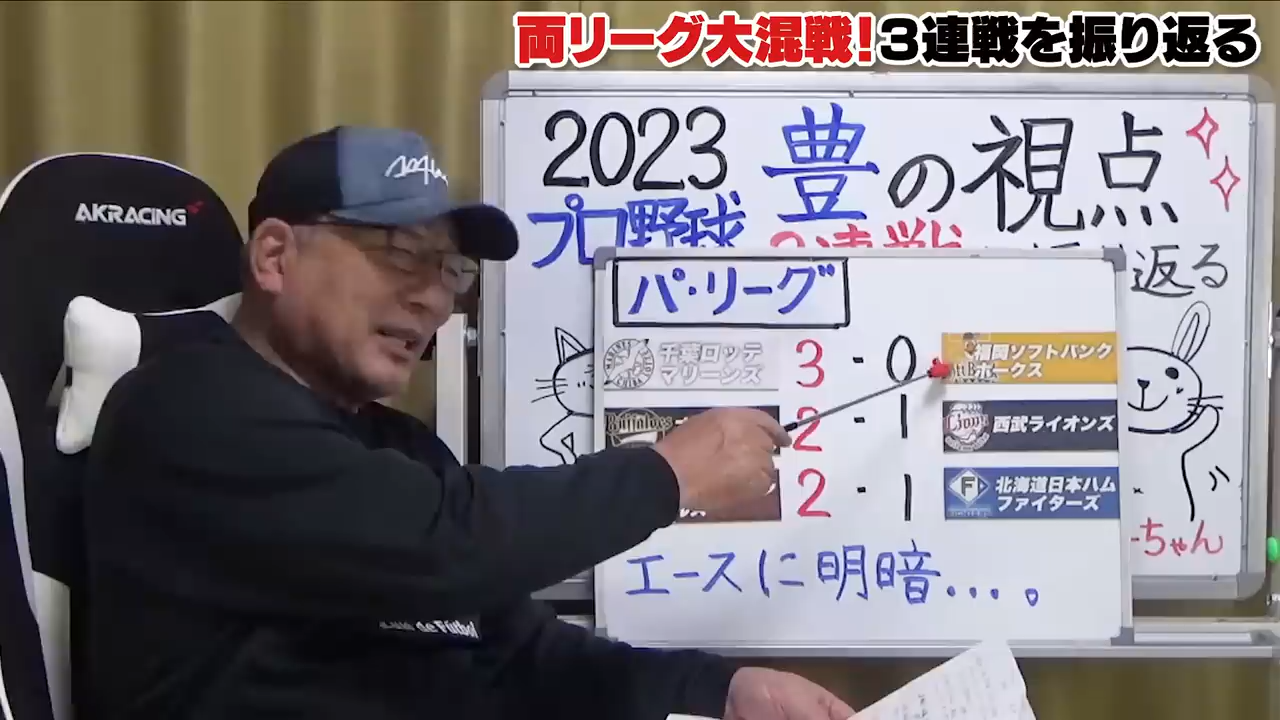 両リーグ大混戦!3連戦を振り返る
2023 豊の視点
プロ野球 返る
パ・リーグ
千葉ロッテマリーンズ 3 - 0 福岡ソフトバンクホークス
Buffaloes 2 - 1 Lions 西武ライオンズ
2 - 1 F 北海道日本ハムファイターズ
エースに明暗....。
ちゃん
AKRACING
de Fútbol